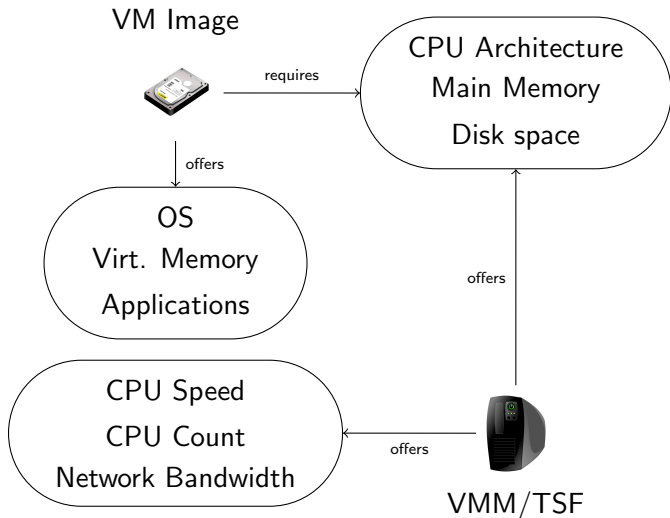 VM Image
requires
CPU Architecture
Main Memory
Disk space
offers
OS
Virt. Memory
Applications
offers
CPU Speed
CPU Count
Network Bandwidth
offers
VMM/TSF